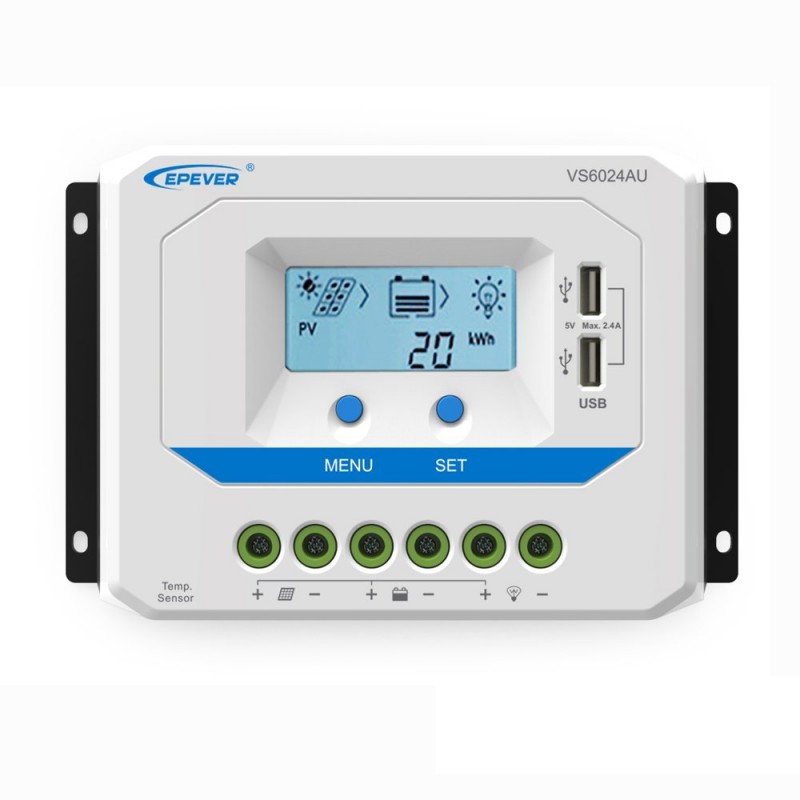 EPEVER ®
VS6024AU
PV
20 kWh
5V Max. 2.4A
USB
MENU SET
Temp.
Sensor
+ − + − + −